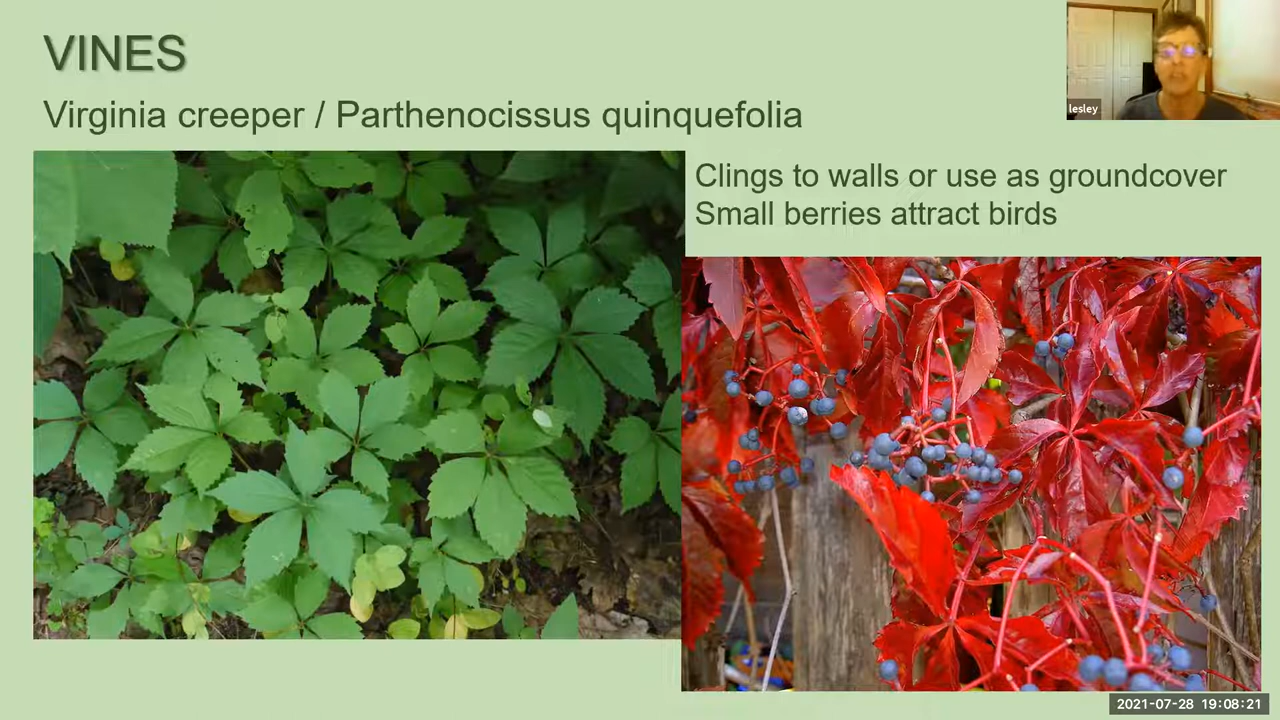 VINES
Virginia creeper / Parthenocissus quinquefolia
lesley
Clings to walls or use as groundcover
Small berries attract birds
2021-07-28 19:08:21